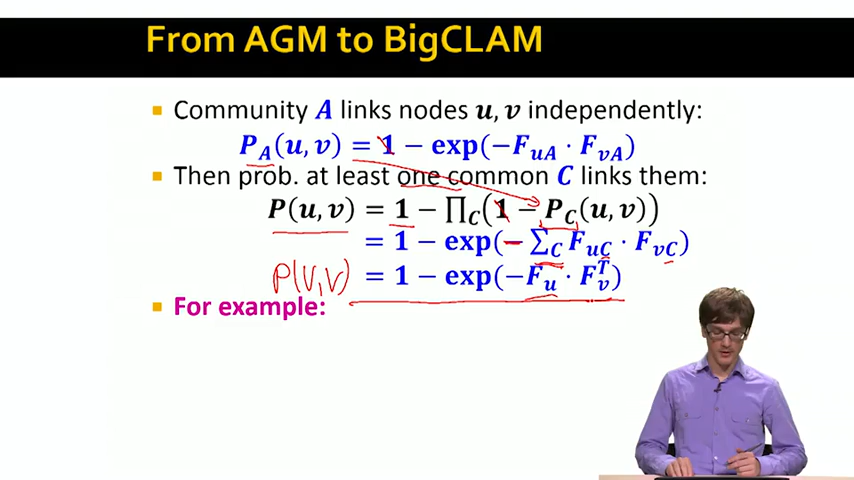 From AGM to BigCLAM
Community A links nodes u, v independently:
P_A(u, v) = 1 − exp(−F_uA · F_vA)
Then prob. at least one common C links them:
P(u, v) = 1 − ∏_C(1 − P_C(u, v))
= 1 − exp(− Σ_C F_uC · F_vC)
P(U,V) = 1 − exp(−F_u · F_v^T)
For example: